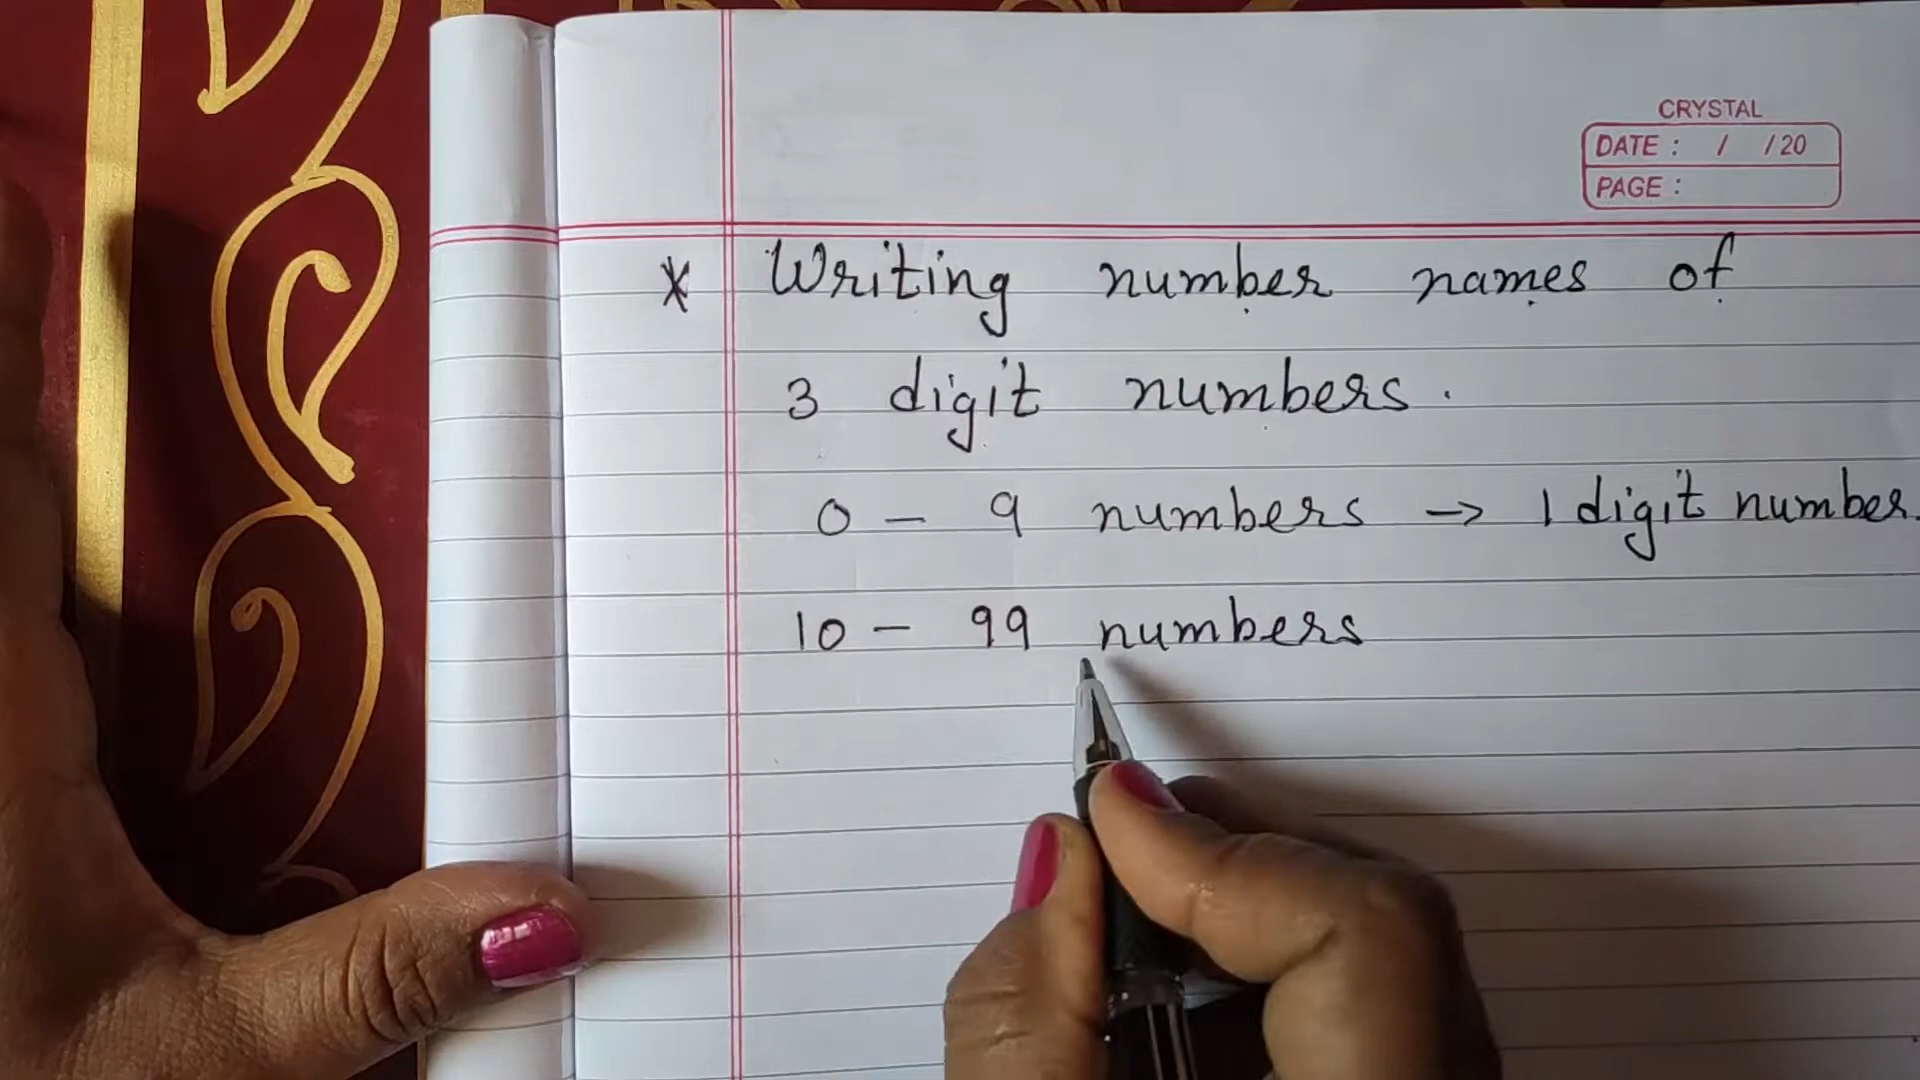 CRYSTAL
DATE : / /20
PAGE :
* Writing number names of
3 digit numbers.
0 - 9 numbers → 1 digit number.
10 - 99 numbers